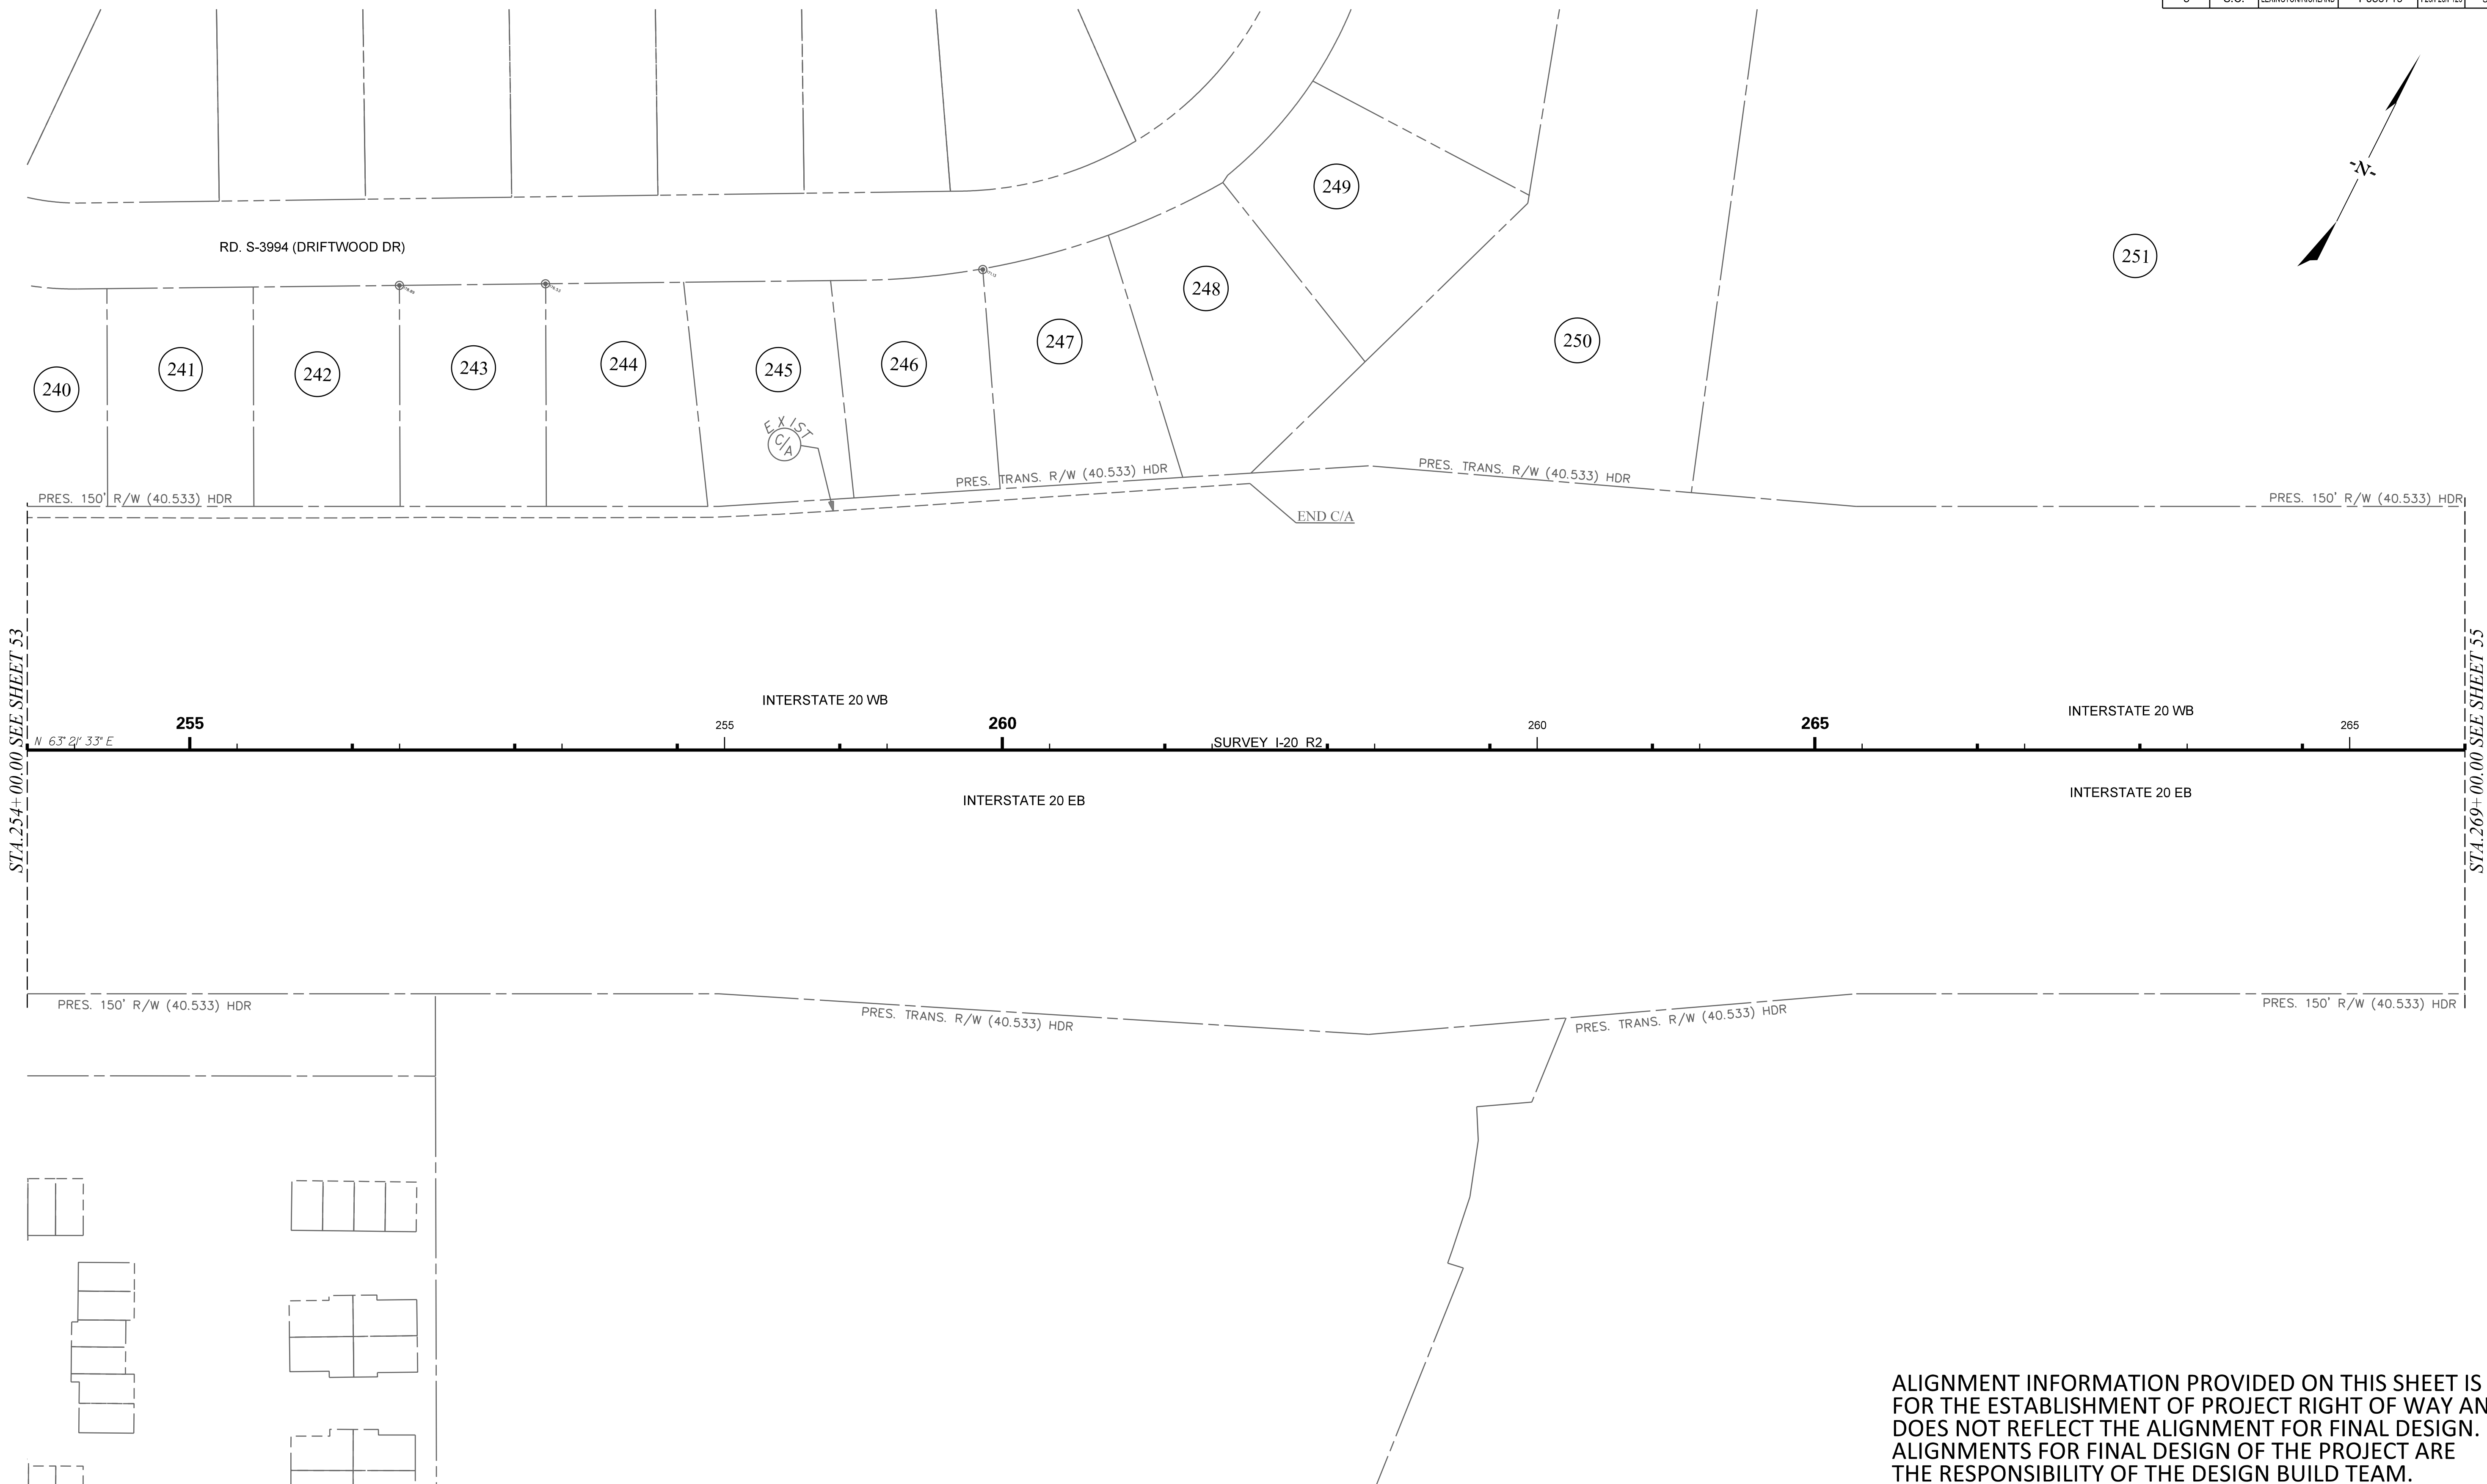 RD. S-3994 (DRIFTWOOD DR)
-N-
249
251
248
250
247
246
245
244
243
242
241
240
EXIST
C/A
PRES. 150' R/W (40.533) HDR
PRES. TRANS. R/W (40.533) HDR
PRES. TRANS. R/W (40.533) HDR
PRES. 150' R/W (40.533) HDR
END C/A
STA.254+00.00 SEE SHEET 53
STA.269+00.00 SEE SHEET 55
INTERSTATE 20 WB
INTERSTATE 20 WB
255
255
260
260
265
265
N 63° 21' 33" E
SURVEY I-20 R2
INTERSTATE 20 EB
INTERSTATE 20 EB
PRES. 150' R/W (40.533) HDR
PRES. TRANS. R/W (40.533) HDR
PRES. TRANS. R/W (40.533) HDR
PRES. 150' R/W (40.533) HDR
ALIGNMENT INFORMATION PROVIDED ON THIS SHEET IS
FOR THE ESTABLISHMENT OF PROJECT RIGHT OF WAY AN
DOES NOT REFLECT THE ALIGNMENT FOR FINAL DESIGN.
ALIGNMENTS FOR FINAL DESIGN OF THE PROJECT ARE
THE RESPONSIBILITY OF THE DESIGN BUILD TEAM.